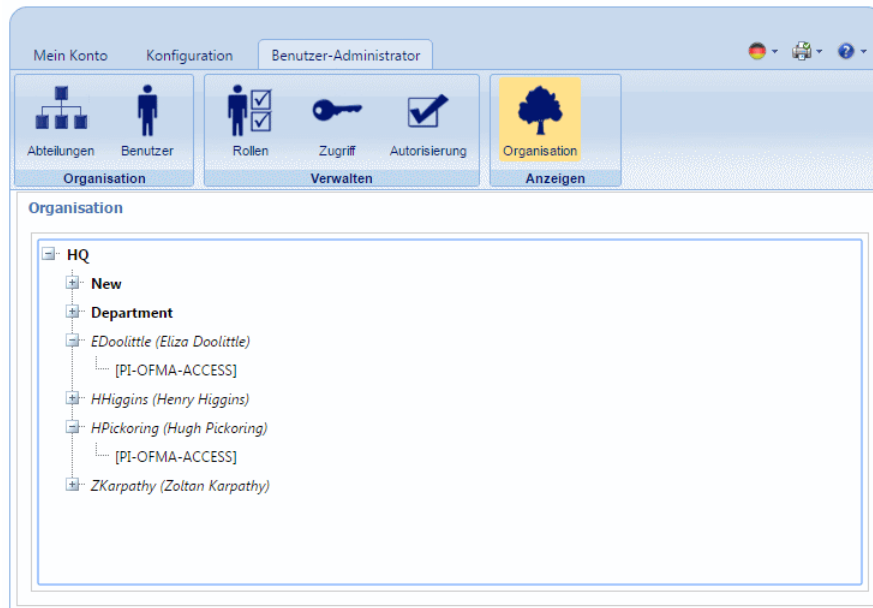 Mein Konto Konfiguration Benutzer-Administrator
Abteilungen Benutzer Rollen Zugriff Autorisierung Organisation
Organisation Verwalten Anzeigen
Organisation
HQ
New
Department
EDoolittle (Eliza Doolittle)
[PI-OFMA-ACCESS]
HHiggins (Henry Higgins)
HPickoring (Hugh Pickoring)
[PI-OFMA-ACCESS]
ZKarpathy (Zoltan Karpathy)